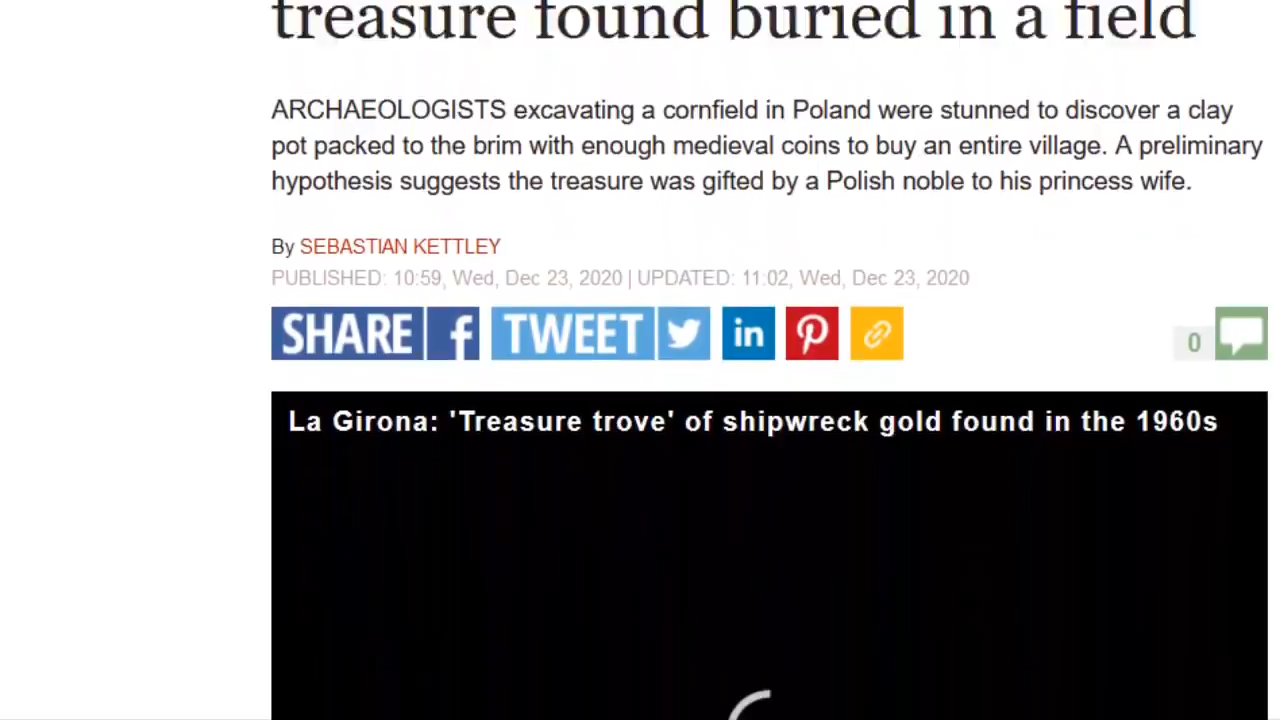 treasure found buried in a field
ARCHAEOLOGISTS excavating a cornfield in Poland were stunned to discover a clay
pot packed to the brim with enough medieval coins to buy an entire village. A preliminary
hypothesis suggests the treasure was gifted by a Polish noble to his princess wife.
By SEBASTIAN KETTLEY
PUBLISHED: 10:59, Wed, Dec 23, 2020 | UPDATED: 11:02, Wed, Dec 23, 2020
SHARE f TWEET in 0
La Girona: 'Treasure trove' of shipwreck gold found in the 1960s